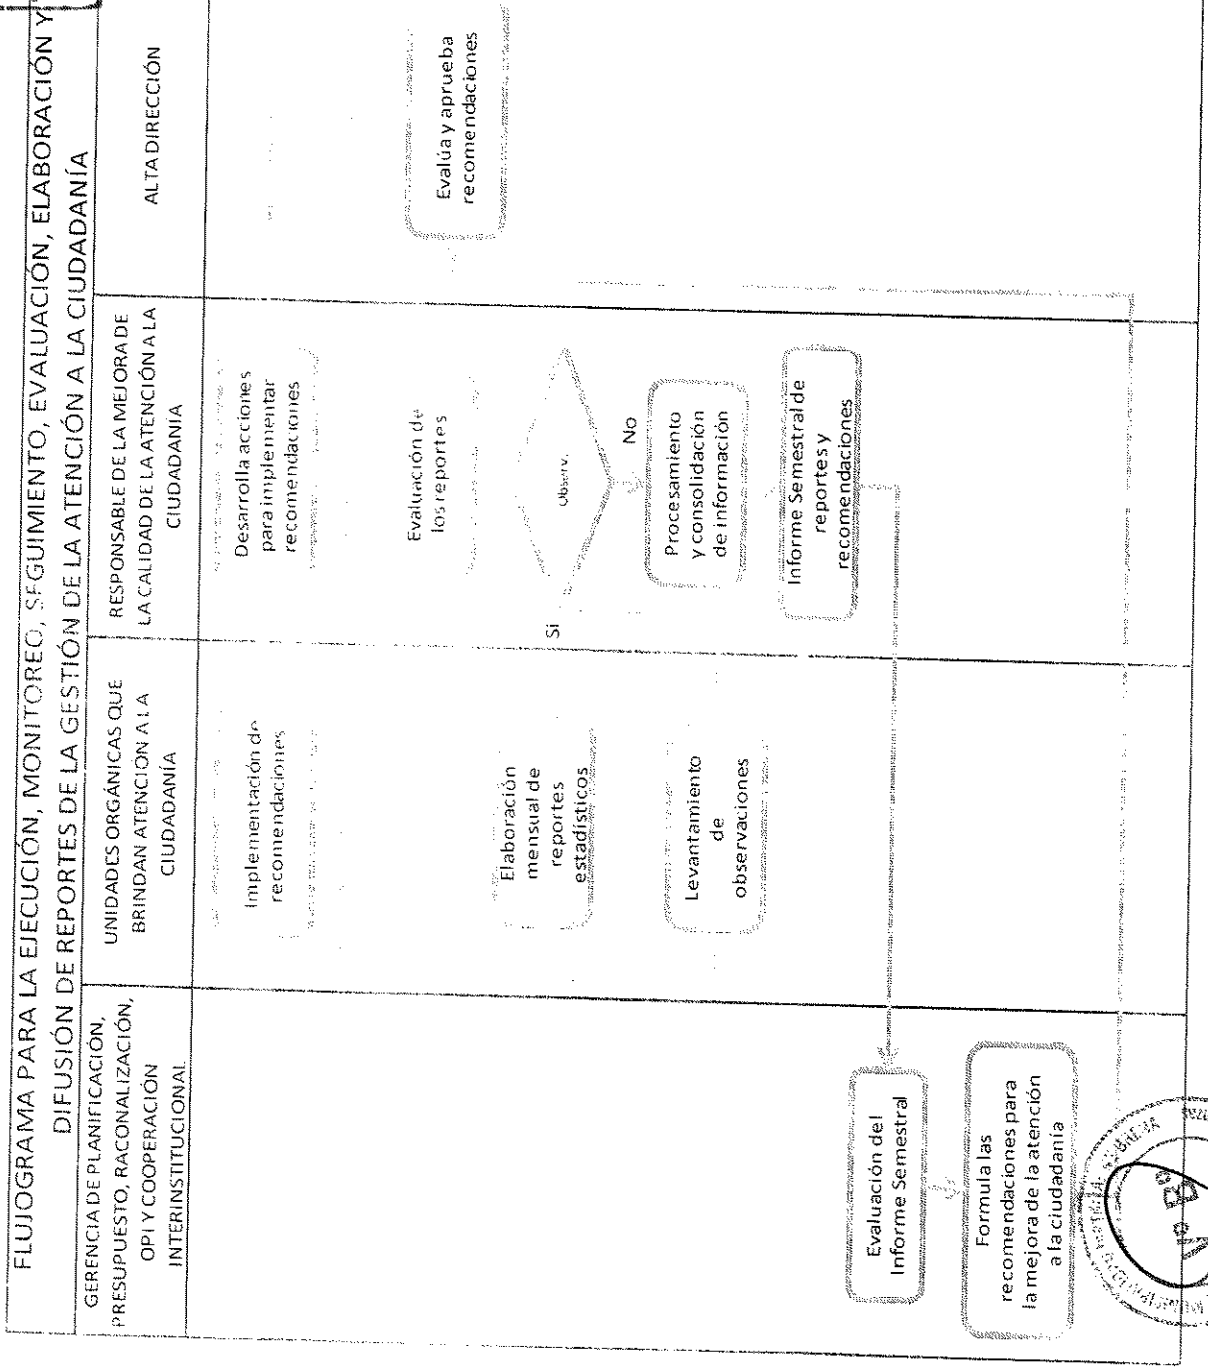 FLUJOGRAMA PARA LA EJECUCIÓN, MONITOREO, SEGUIMIENTO, EVALUACIÓN, ELABORACIÓN Y
DIFUSIÓN DE REPORTES DE LA GESTIÓN DE LA ATENCIÓN A LA CIUDADANÍA
GERENCIA DE PLANIFICACIÓN,
PRESUPUESTO, RACONALIZACIÓN,
OPI Y COOPERACIÓN
INTERINSTITUCIONAL
UNIDADES ORGÁNICAS QUE
BRINDAN ATENCION A LA
CIUDADANÍA
RESPONSABLE DE LA MEJORA DE
LA CALIDAD DE LA ATENCIÓN A LA
CIUDADANÍA
ALTA DIRECCIÓN
Implementación de
recomendaciones
Desarrolla acciones
para implementar
recomendaciones
Evaluación de
los reportes
Evalúa y aprueba
recomendaciones
Elaboración
mensual de
reportes
estadísticos
Si
Observ.
No
Levantamiento
de
observaciones
Procesamiento
y consolidación
de información
Informe Semestral de
reportes y
recomendaciones
Evaluación del
Informe Semestral
Formula las
recomendaciones para
la mejora de la atención
a la ciudadanía
VºBº